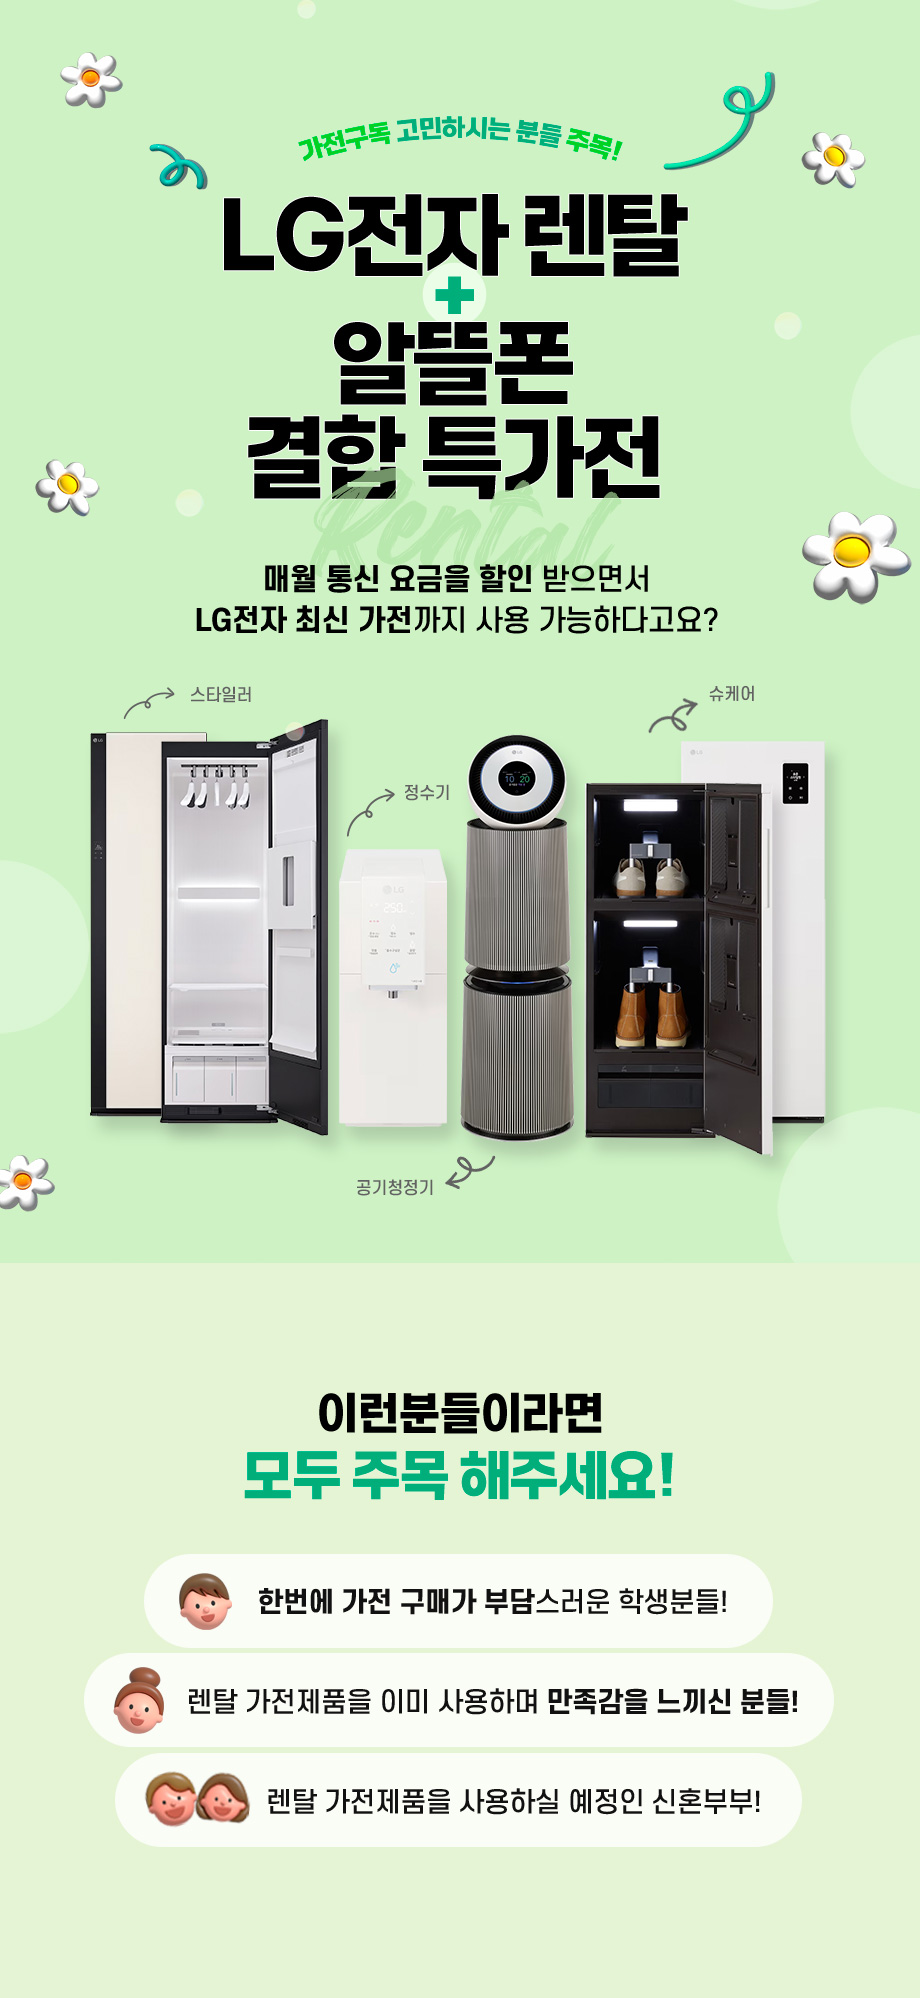 가전구독 고민하시는 분들 주목!
LG전자 렌탈
+
알뜰폰
결합 특가전
Rental
매월 통신 요금을 할인 받으면서
LG전자 최신 가전까지 사용 가능하다고요?
스타일러
슈케어
정수기
LG
LG
LG
10 20
LG
250
공기청정기
이런분들이라면
모두 주목 해주세요!
한번에 가전 구매가 부담스러운 학생분들!
렌탈 가전제품을 이미 사용하며 만족감을 느끼신 분들!
렌탈 가전제품을 사용하실 예정인 신혼부부!